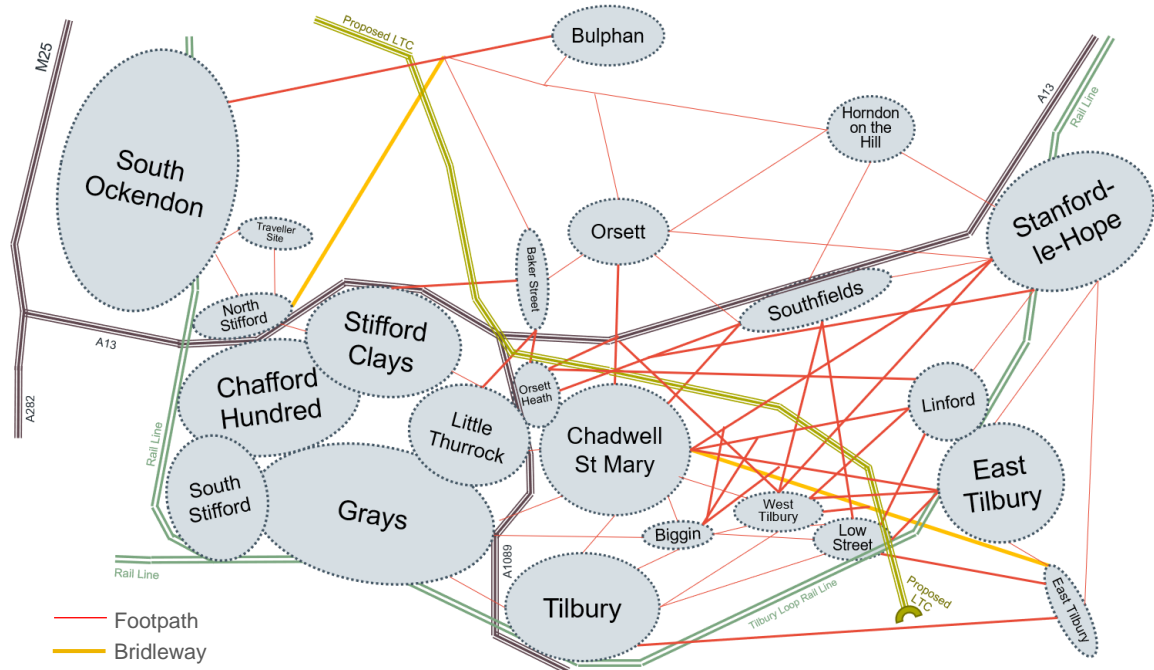 Proposed LTC
Bulphan
M25
A13
Rail Line
Horndon
on the
Hill
South
Ockendon
Stanford-
le-Hope
Traveller
Site
Orsett
Baker Street
North
Stifford
Southfields
Stifford
Clays
A13
Chafford
Hundred
Orsett
Heath
Linford
A282
Little
Thurrock
Chadwell
St Mary
Rail Line
East
Tilbury
South
Stifford
Grays
West
Tilbury
Biggin
Low
Street
A1089
Rail Line
Proposed
LTC
Tilbury
Tilbury Loop Rail Line
East Tilbury
Footpath
Bridleway